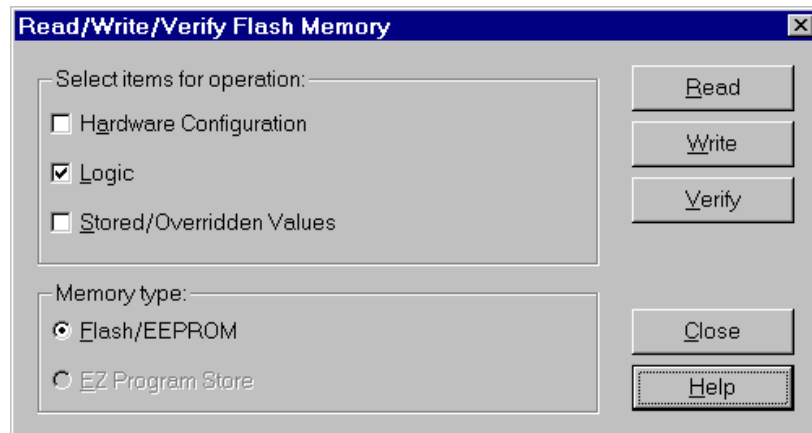 Read/Write/Verify Flash Memory
Select items for operation:
Hardware Configuration
Logic
Stored/Overridden Values
Read
Write
Verify
Memory type:
Flash/EEPROM
EZ Program Store
Close
Help